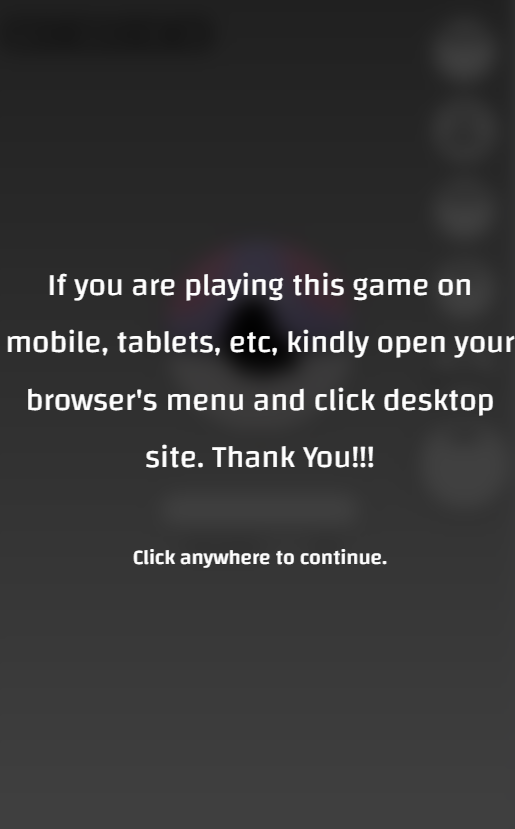 If you are playing this game on
mobile, tablets, etc, kindly open your
browser's menu and click desktop
site. Thank You!!!
Click anywhere to continue.